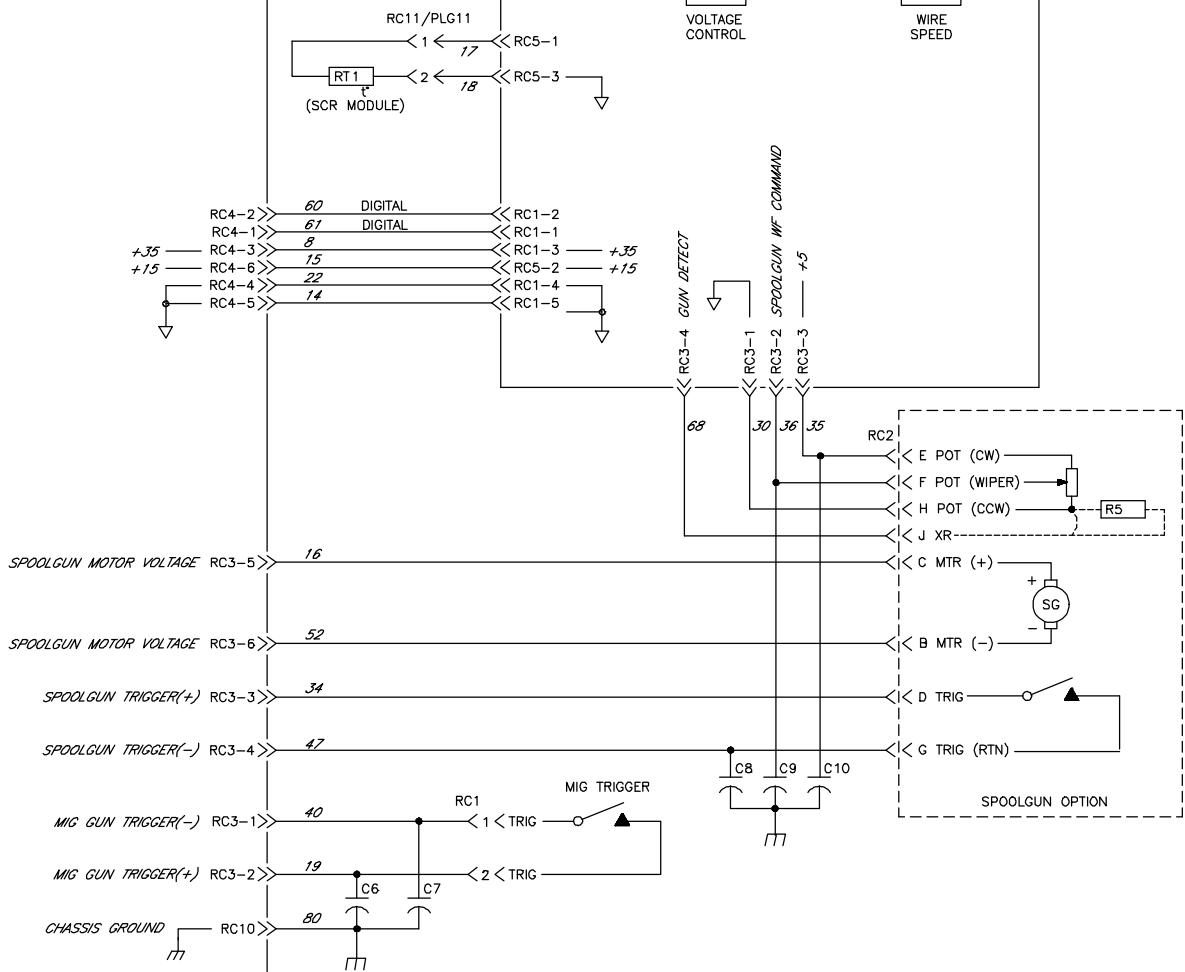 RC11/PLG11
VOLTAGE
CONTROL
WIRE
SPEED
1
17
RC5-1
RT1
t°
2
18
RC5-3
(SCR MODULE)
RC4-2 60 DIGITAL RC1-2
RC4-1 61 DIGITAL RC1-1
+35 RC4-3 8 RC1-3 +35
+15 RC4-6 15 RC5-2 +15
RC4-4 22 RC1-4
RC4-5 14 RC1-5
RC3-4 GUN DETECT
RC3-1
RC3-2 SPOOLGUN WF COMMAND
RC3-3 +5
68
30
36
35
RC2
E POT (CW)
F POT (WIPER)
H POT (CCW)
R5
J XR
SPOOLGUN MOTOR VOLTAGE RC3-5 16 C MTR (+)
+
SG
-
SPOOLGUN MOTOR VOLTAGE RC3-6 52 B MTR (-)
SPOOLGUN TRIGGER(+) RC3-3 34 D TRIG
SPOOLGUN TRIGGER(-) RC3-4 47 G TRIG (RTN)
C8
C9
C10
SPOOLGUN OPTION
MIG TRIGGER
RC1
MIG GUN TRIGGER(-) RC3-1 40 1 TRIG
MIG GUN TRIGGER(+) RC3-2 19 2 TRIG
C6
C7
CHASSIS GROUND RC10 80